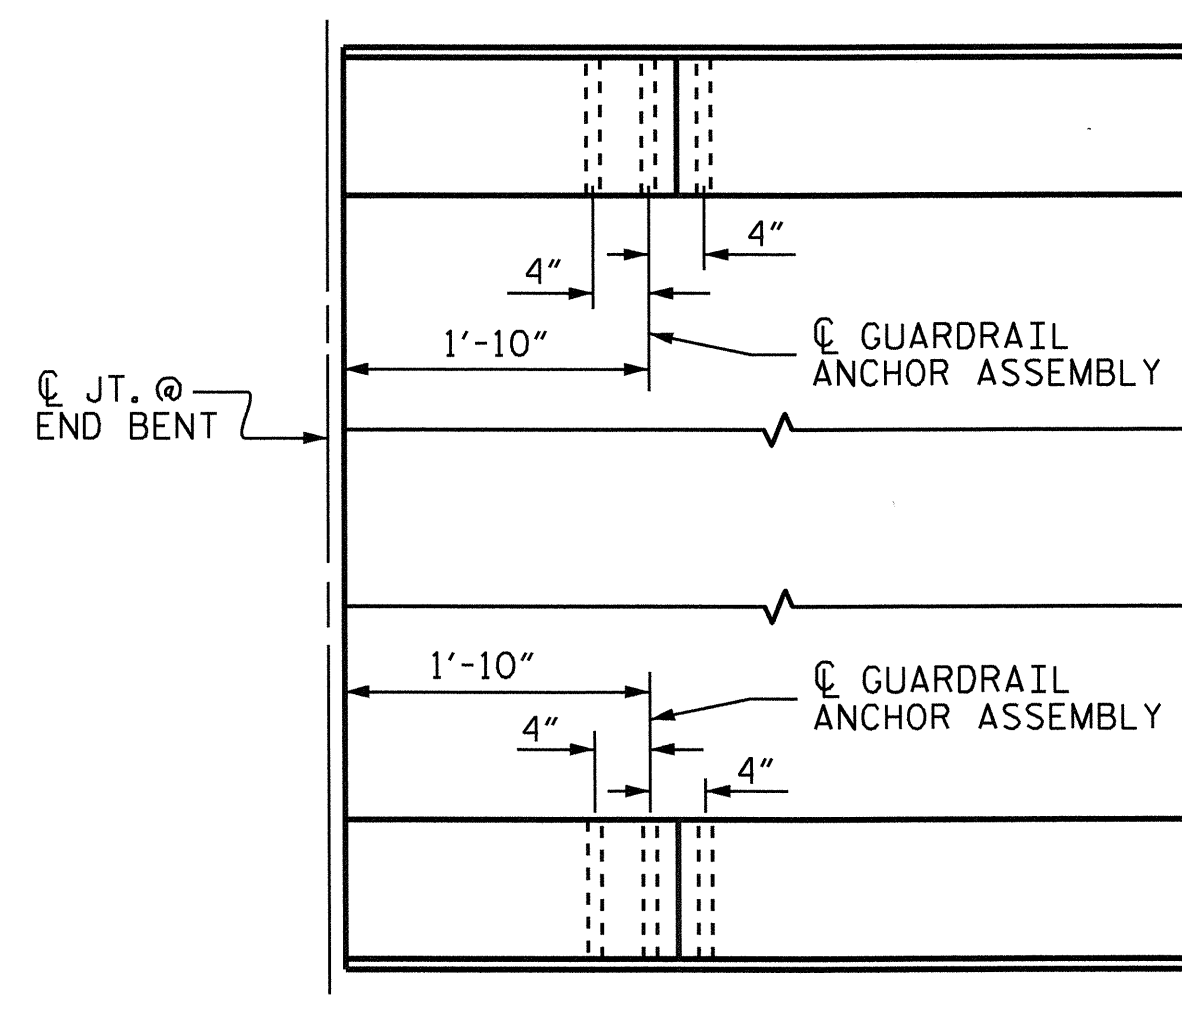 4"
4"
1'-10"
℄ GUARDRAIL
ANCHOR ASSEMBLY
℄ JT. @
END BENT
1'-10"
℄ GUARDRAIL
ANCHOR ASSEMBLY
4"
4"